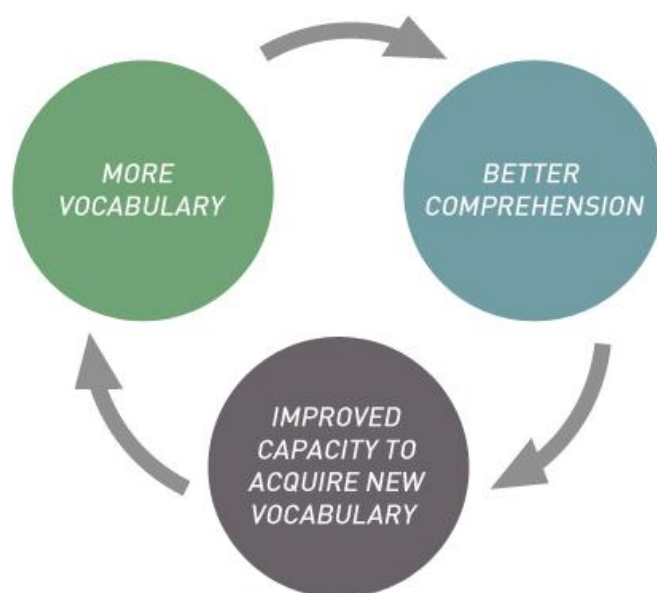 MORE
VOCABULARY
BETTER
COMPREHENSION
IMPROVED
CAPACITY TO
ACQUIRE NEW
VOCABULARY